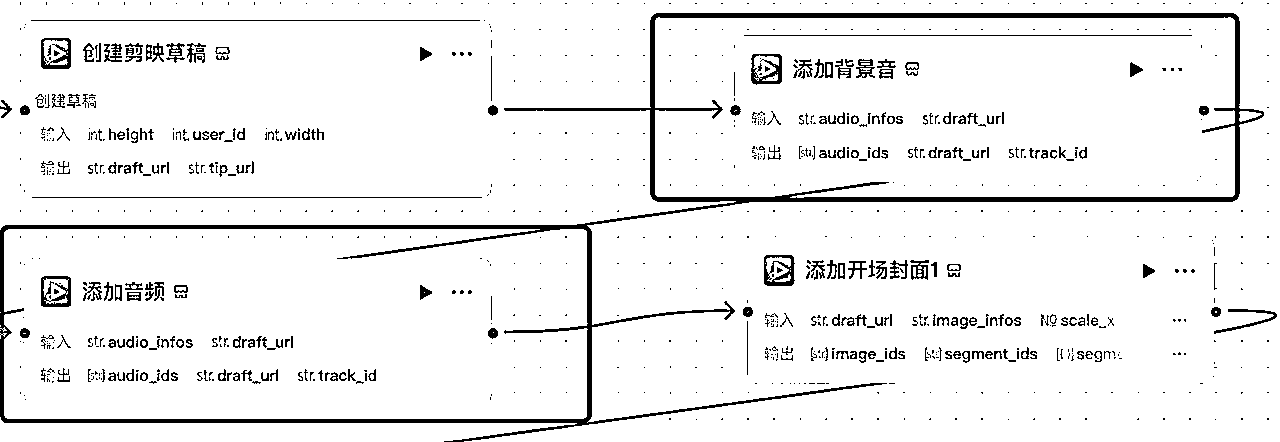 创建剪映草稿
创建草稿
输入 int. height int. user_id int. width
输出 str. draft_url str. tip_url
添加背景音
输入 str. audio_infos str. draft_url
输出 [str] audio_ids str. draft_url str. track_id
添加音频
输入 str. audio_infos str. draft_url
输出 [str] audio_ids str. draft_url str. track_id
添加开场封面1
输入 str. draft_url str. image_infos № scale_x ...
输出 [str] image_ids [str] segment_ids [{}] segm ...